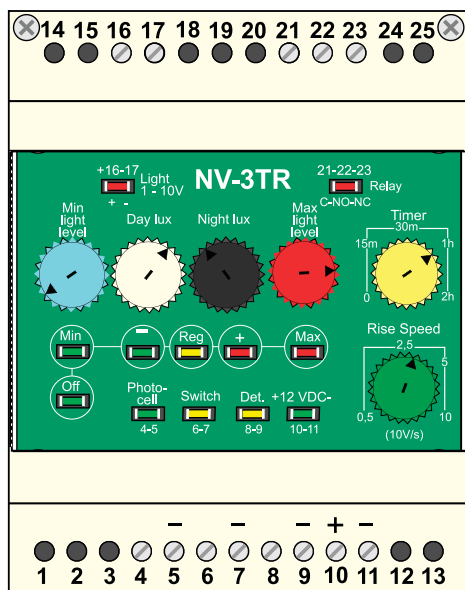 14 15 16 17 18 19 20 21 22 23 24 25
+16-17
Light
1 - 10V
+ -
NV-3TR
21-22-23
Relay
C-NO-NC
Min
light
level
Day lux
Night lux
Max
light
level
Timer
30m
15m
1h
0
2h
Min
−
Reg
+
Max
Off
Rise Speed
2,5
5
0,5
10
(10V/s)
Photo-
cell
4-5
Switch
6-7
Det.
8-9
+12 VDC-
10-11
− − − + −
1 2 3 4 5 6 7 8 9 10 11 12 13